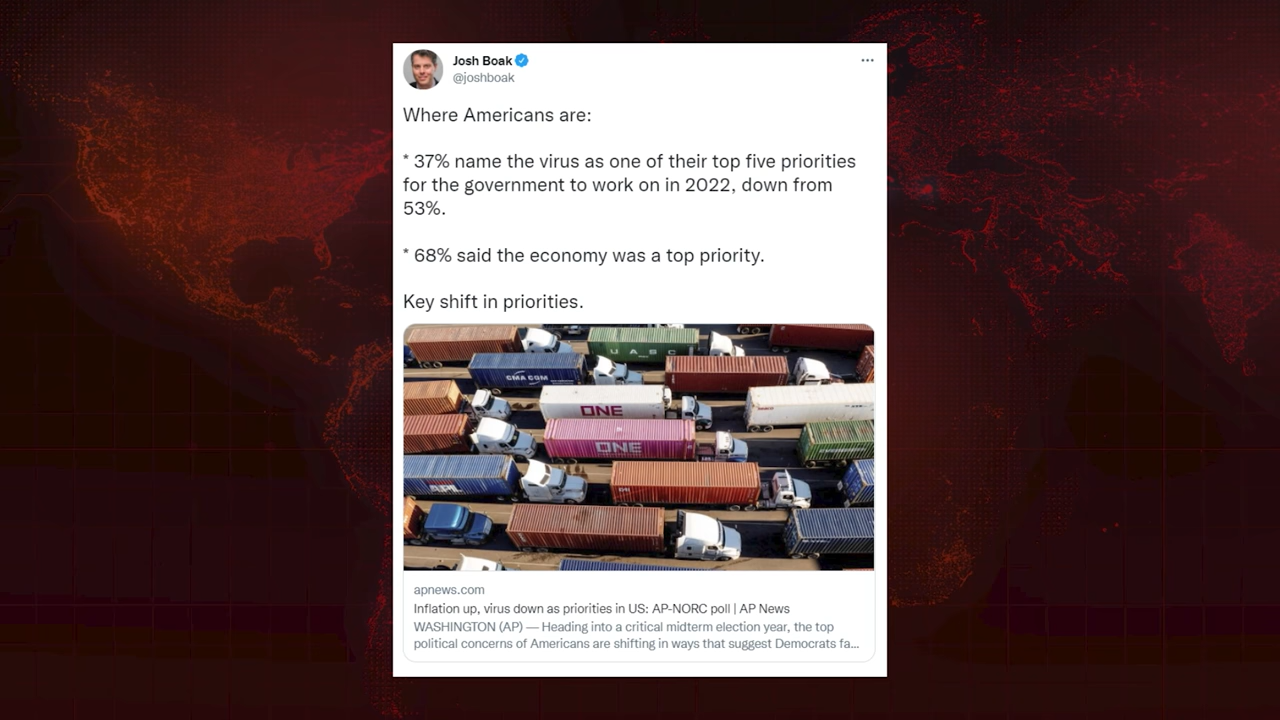 Josh Boak
@joshboak
Where Americans are:
* 37% name the virus as one of their top five priorities
for the government to work on in 2022, down from
53%.
* 68% said the economy was a top priority.
Key shift in priorities.
UASC
CMA CGM
ONE
ONE
APL
apnews.com
Inflation up, virus down as priorities in US: AP-NORC poll | AP News
WASHINGTON (AP) — Heading into a critical midterm election year, the top
political concerns of Americans are shifting in ways that suggest Democrats fa...